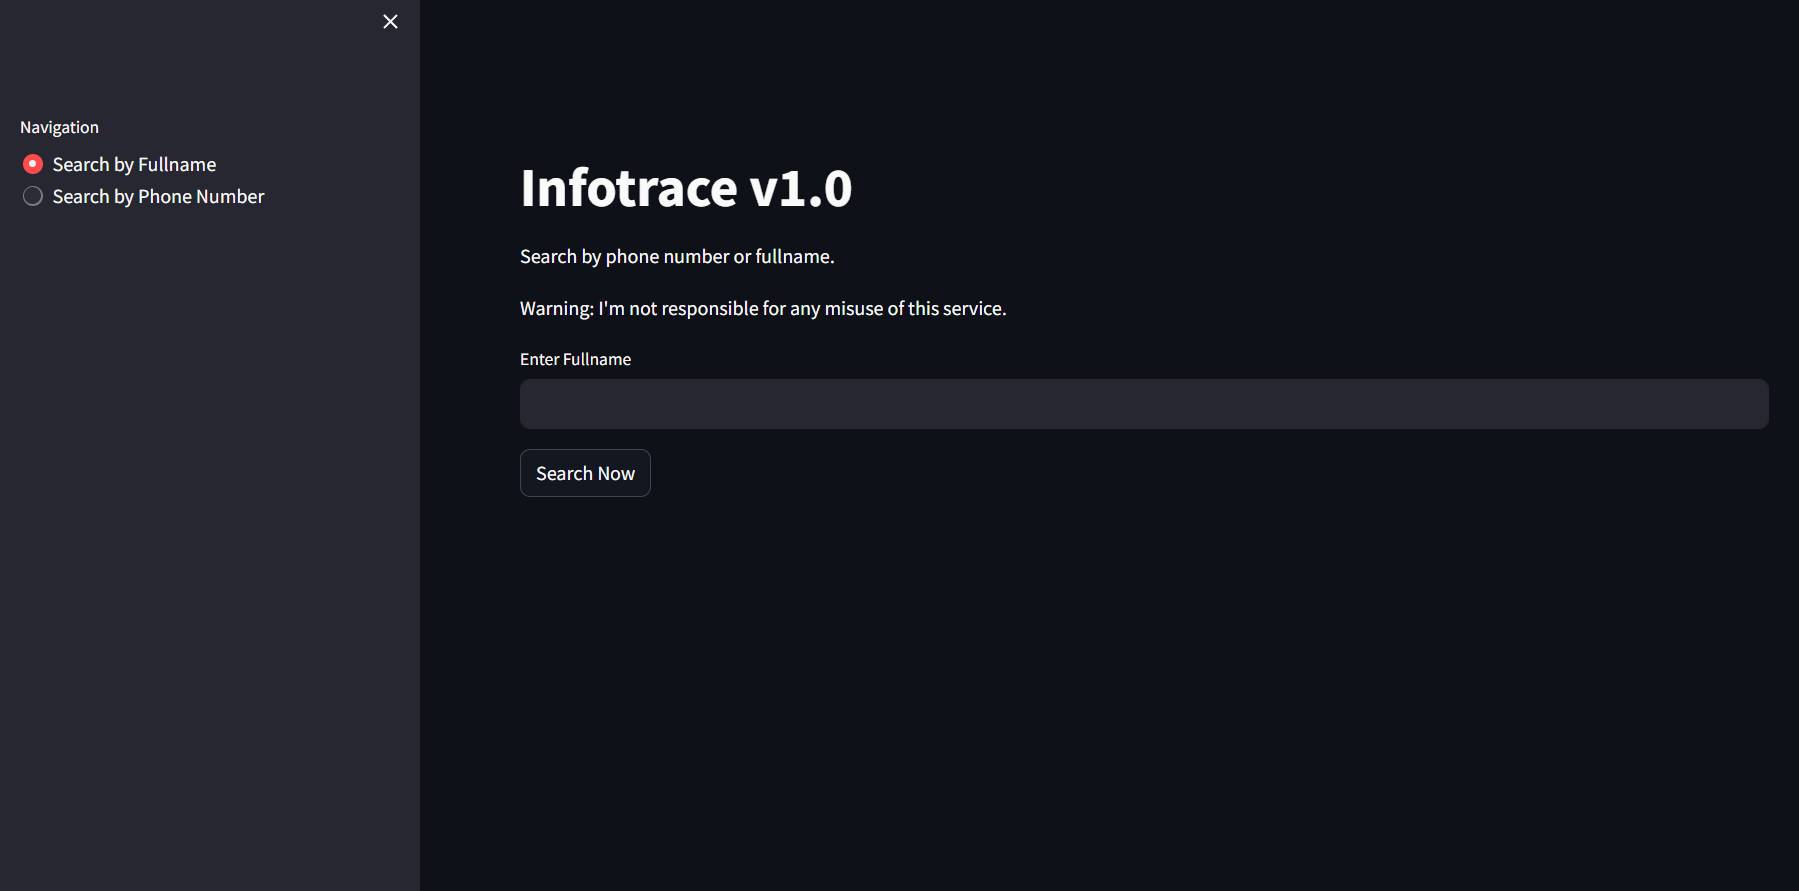 Navigation
Search by Fullname
Search by Phone Number
Infotrace v1.0
Search by phone number or fullname.
Warning: I'm not responsible for any misuse of this service.
Enter Fullname
Search Now